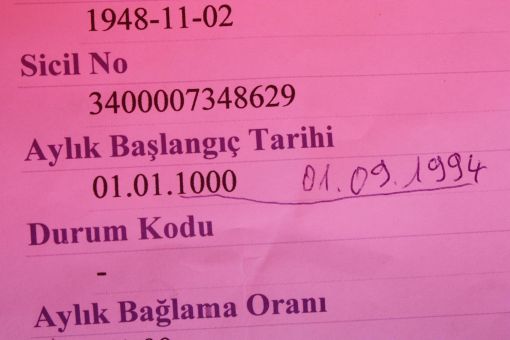 1948-11-02
Sicil No
3400007348629
Aylık Başlangıç Tarihi
01.01.1000 01.09.1994
Durum Kodu
-
Aylık Bağlama Oranı